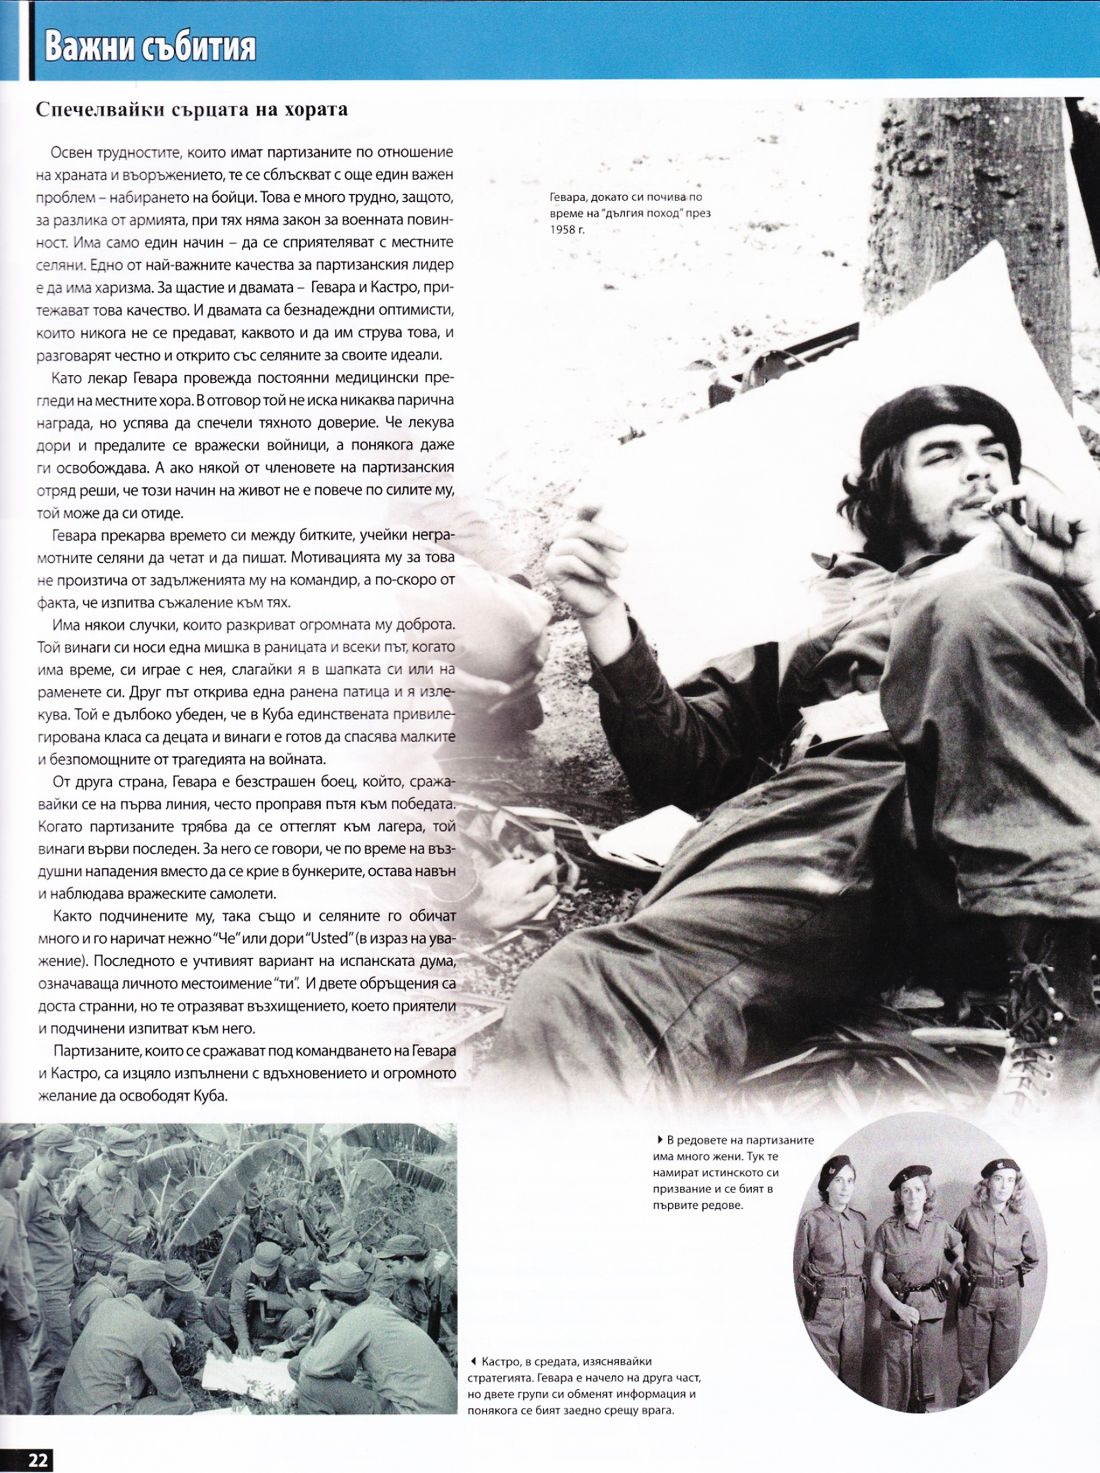 Важни събития
Спечелвайки сърцата на хората
Освен трудностите, които имат партизаните по отношение
на храната и въоръжението, те се сблъскват с още един важен
проблем – набирането на бойци. Това е много трудно, защото,
за разлика от армията, при тях няма закон за военната повин-
ност. Има само един начин – да се сприятеляват с местните
селяни. Едно от най-важните качества за партизанския лидер
е да има харизма. За щастие и двамата – Гевара и Кастро, при-
тежават това качество. И двамата са безнадеждни оптимисти,
които никога не се предават, каквото и да им струва това, и
разговарят честно и открито със селяните за своите идеали.
Като лекар Гевара провежда постоянни медицински пре-
гледи на местните хора. В отговор той не иска никаква парична
награда, но успява да спечели тяхното доверие. Че лекува
дори и предалите се вражески войници, а понякога даже
ги освобождава. А ако някой от членовете на партизанския
отряд реши, че този начин на живот не е повече по силите му,
той може да си отиде.
Гевара прекарва времето си между битките, учейки негра-
мотните селяни да четат и да пишат. Мотивацията му за това
не произтича от задълженията му на командир, а по-скоро от
факта, че изпитва съжаление към тях.
Има някои случки, които разкриват огромната му доброта.
Той винаги си носи една мишка в раницата и всеки път, когато
има време, си играе с нея, слагайки я в шапката си или на
раменете си. Друг път открива една ранена патица и я изле-
кува. Той е дълбоко убеден, че в Куба единствената привиле-
гирована класа са децата и винаги е готов да спасява малките
и безпомощните от трагедията на войната.
От друга страна, Гевара е безстрашен боец, който, сража-
вайки се на първа линия, често проправя пътя към победата.
Когато партизаните трябва да се оттеглят към лагера, той
винаги върви последен. За него се говори, че по време на въз-
душни нападения вместо да се крие в бункерите, остава навън
и наблюдава вражеските самолети.
Както подчинените му, така също и селяните го обичат
много и го наричат нежно “Че” или дори “Usted” (в израз на ува-
жение). Последното е учтивият вариант на испанската дума,
означаваща личното местоимение “ти”. И двете обръщения са
доста странни, но те отразяват възхищението, което приятели
и подчинени изпитват към него.
Партизаните, които се сражават под командването на Гевара
и Кастро, са изцяло изпълнени с вдъхновението и огромното
желание да освободят Куба.
Гевара, докато си почива по
време на “дългия поход” през
1958 г.
В редовете на партизаните
има много жени. Тук те
намират истинското си
призвание и се бият в
първите редове.
Кастро, в средата, изяснявайки
стратегията. Гевара е начело на друга част,
но двете групи си обменят информация и
понякога се бият заедно срещу врага.
22